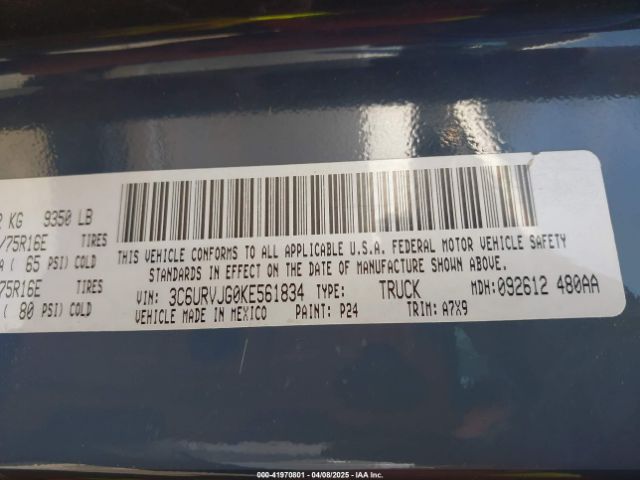 KG 9350 LB
/75R16E TIRES
( 65 PSI) COLD
75R16E TIRES
( 80 PSI) COLD
THIS VEHICLE CONFORMS TO ALL APPLICABLE U.S.A. FEDERAL MOTOR VEHICLE SAFETY
STANDARDS IN EFFECT ON THE DATE OF MANUFACTURE SHOWN ABOVE.
VIN: 3C6URVJG0KE561834 TYPE: TRUCK MDH: 092612 480AA
VEHICLE MADE IN MEXICO PAINT: P24 TRIM: A7X9
000-41970801 - 04/08/2025 - IAA Inc.